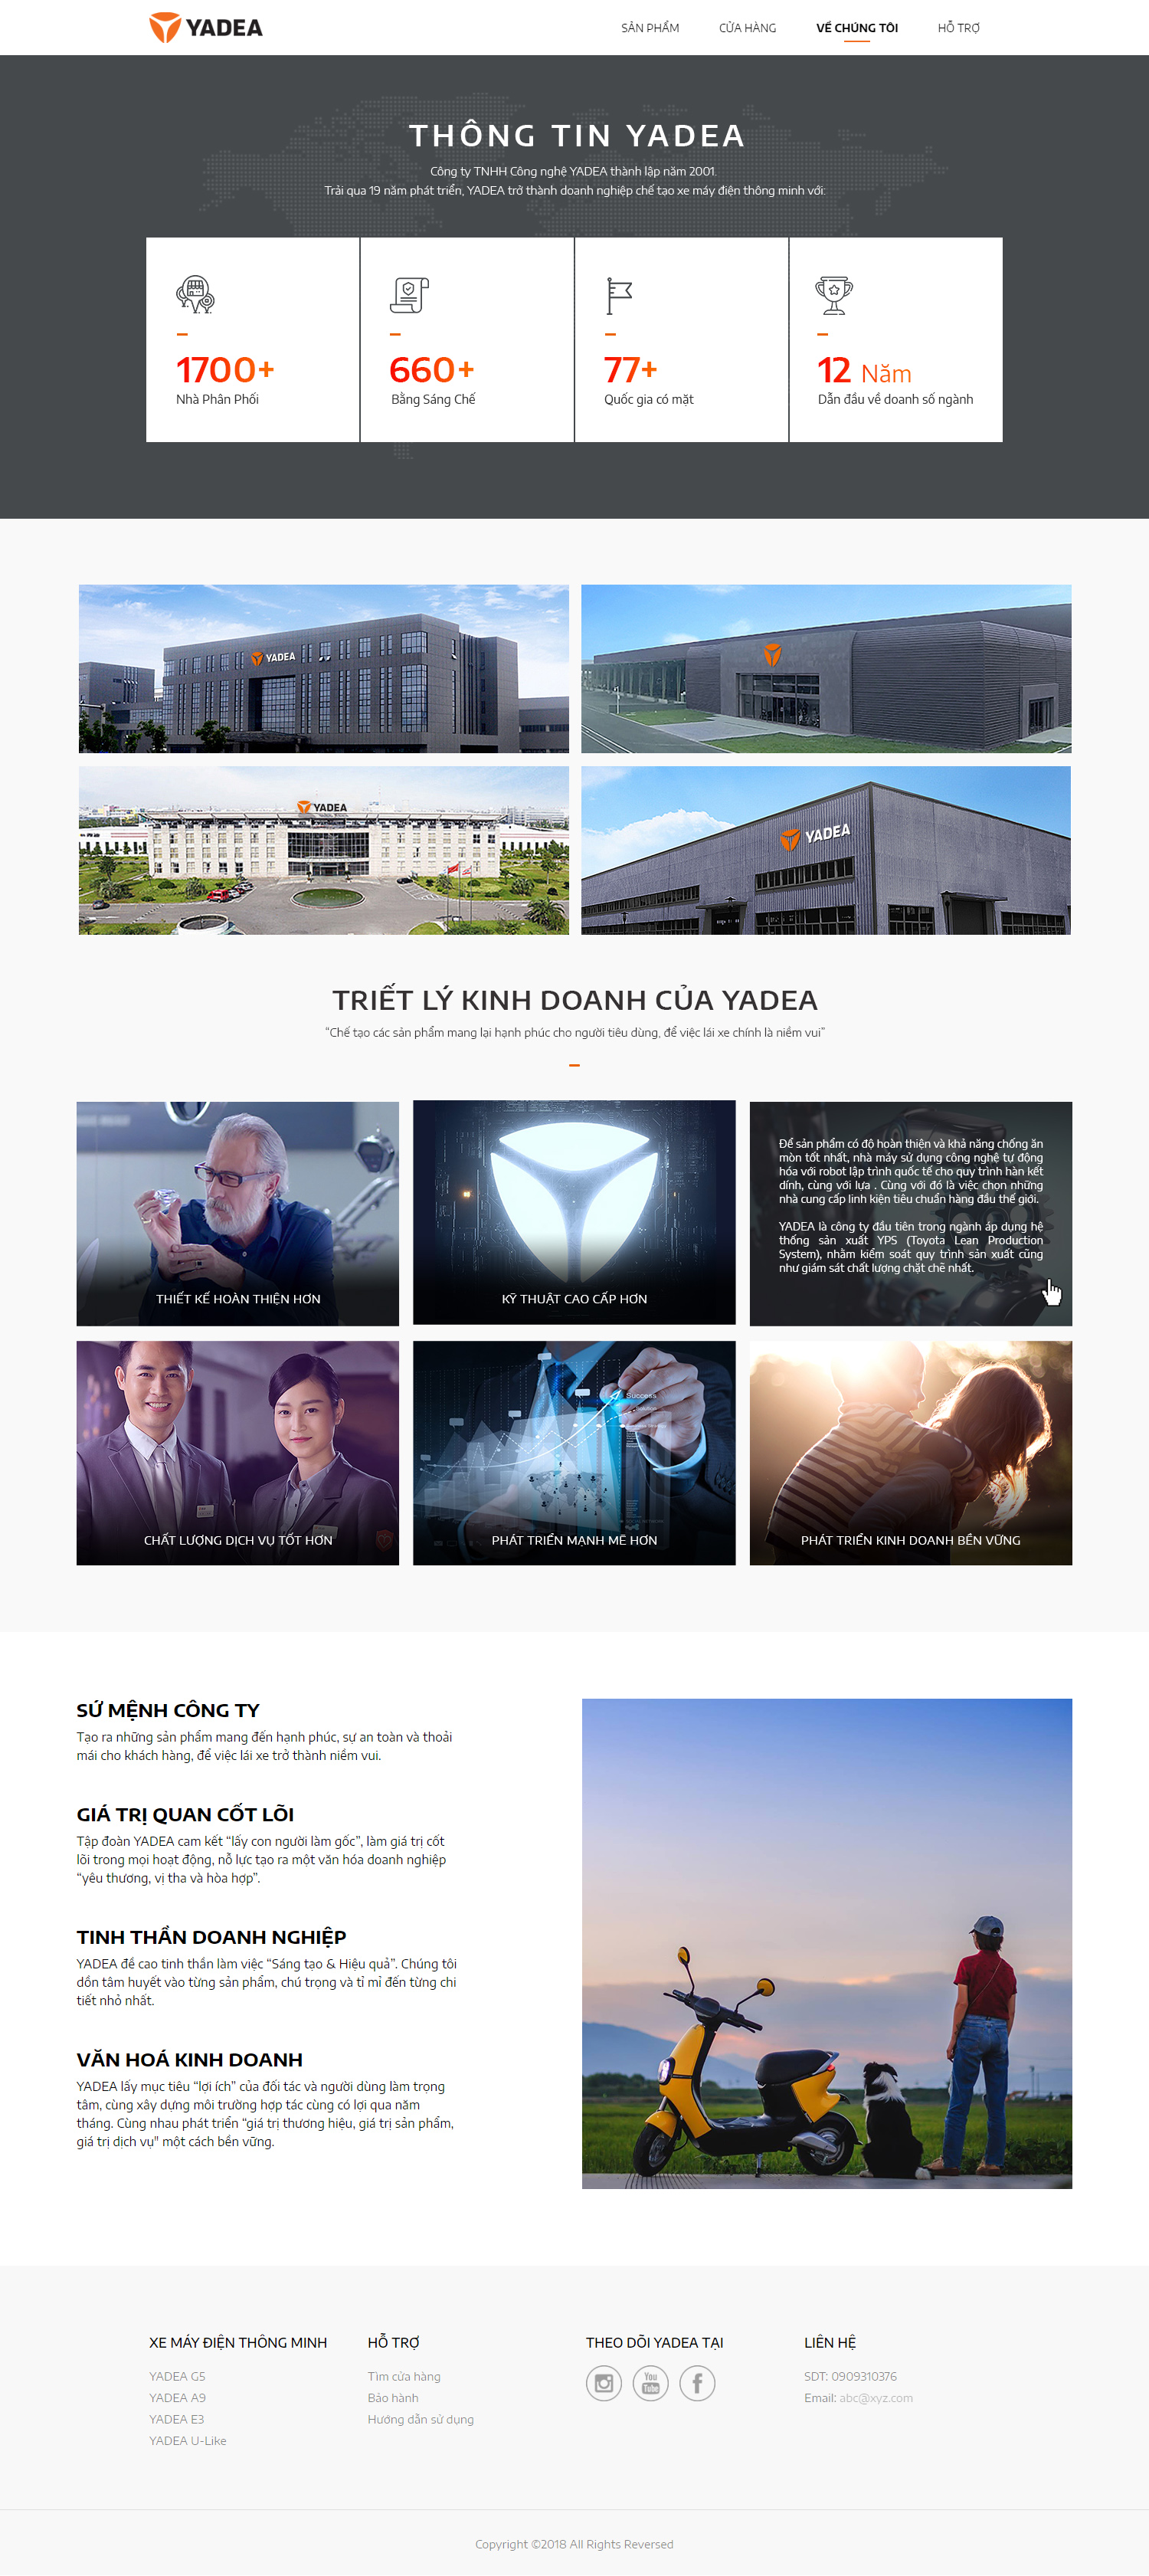 YADEA
SẢN PHẨM
CỬA HÀNG
VỀ CHÚNG TÔI
HỖ TRỢ
THÔNG TIN YADEA
Công ty TNHH Công nghệ YADEA thành lập năm 2001.
Trải qua 19 năm phát triển, YADEA trở thành doanh nghiệp chế tạo xe máy điện thông minh với:
1700+
Nhà Phân Phối
660+
Bằng Sáng Chế
77+
Quốc gia có mặt
12 Năm
Dẫn đầu về doanh số ngành
YADEA
YADEA
YADEA
TRIẾT LÝ KINH DOANH CỦA YADEA
“Chế tạo các sản phẩm mang lại hạnh phúc cho người tiêu dùng, để việc lái xe chính là niềm vui”
THIẾT KẾ HOÀN THIỆN HƠN
KỸ THUẬT CAO CẤP HƠN
Để sản phẩm có độ hoàn thiện và khả năng chống ăn
mòn tốt nhất, nhà máy sử dụng công nghệ tự động
hóa với robot lập trình quốc tế cho quy trình hàn kết
dính, cùng với lựa . Cùng với đó là việc chọn những
nhà cung cấp linh kiện tiêu chuẩn hàng đầu thế giới.
YADEA là công ty đầu tiên trong ngành áp dụng hệ
thống sản xuất YPS (Toyota Lean Production
System), nhằm kiểm soát quy trình sản xuất cũng
như giám sát chất lượng chặt chẽ nhất.
CHẤT LƯỢNG DỊCH VỤ TỐT HƠN
Success
Solution
PHÁT TRIỂN MẠNH MẼ HƠN
PHÁT TRIỂN KINH DOANH BỀN VỮNG
SỨ MỆNH CÔNG TY
Tạo ra những sản phẩm mang đến hạnh phúc, sự an toàn và thoải
mái cho khách hàng, để việc lái xe trở thành niềm vui.
GIÁ TRỊ QUAN CỐT LÕI
Tập đoàn YADEA cam kết “lấy con người làm gốc”, làm giá trị cốt
lõi trong mọi hoạt động, nỗ lực tạo ra một văn hóa doanh nghiệp
“yêu thương, vị tha và hòa hợp”.
TINH THẦN DOANH NGHIỆP
YADEA đề cao tinh thần làm việc “Sáng tạo & Hiệu quả”. Chúng tôi
dồn tâm huyết vào từng sản phẩm, chú trọng và tỉ mỉ đến từng chi
tiết nhỏ nhất.
VĂN HOÁ KINH DOANH
YADEA lấy mục tiêu “lợi ích” của đối tác và người dùng làm trọng
tâm, cùng xây dựng môi trường hợp tác cùng có lợi qua năm
tháng. Cùng nhau phát triển “giá trị thương hiệu, giá trị sản phẩm,
giá trị dịch vụ" một cách bền vững.
XE MÁY ĐIỆN THÔNG MINH
YADEA G5
YADEA A9
YADEA E3
YADEA U-Like
HỖ TRỢ
Tìm cửa hàng
Bảo hành
Hướng dẫn sử dụng
THEO DÕI YADEA TẠI
You
Tube
LIÊN HỆ
SDT: 0909310376
Email: abc@xyz.com
Copyright ©2018 All Rights Reversed